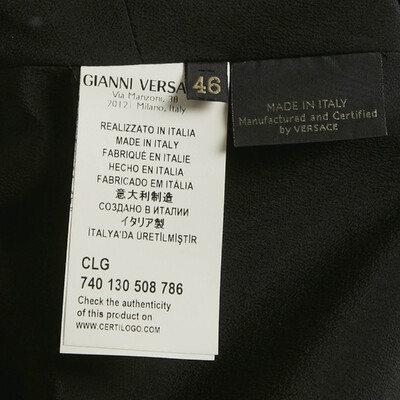 GIANNI VERSA
Via Manzoni, 38
20121 Milano, Italy
46
REALIZZATO IN ITALIA
MADE IN ITALY
FABRIQUÉ EN ITALIE
HECHO EN ITALIA
FABRICADO EM ITÁLIA
意大利制造
СОЗДАНО В ИТАЛИИ
イタリア製
İTALYA'DA ÜRETİLMİŞTİR
CLG
740 130 508 786
Check the authenticity
of this product on
WWW.CERTILOGO.COM
MADE IN ITALY
Manufactured and Certified
by VERSACE